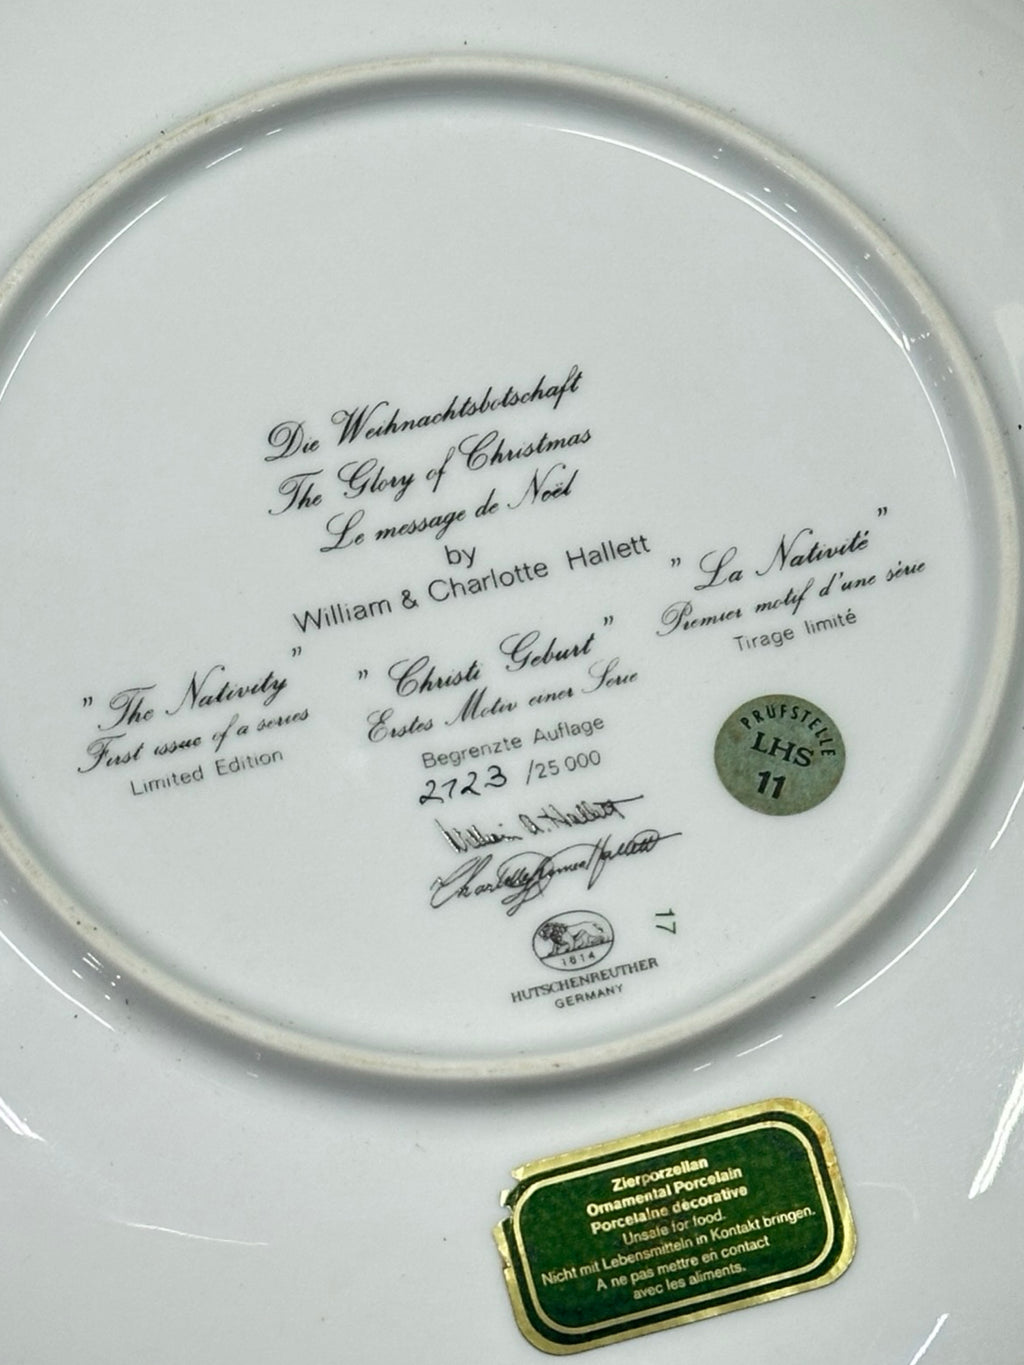 Die Weihnachtsbotschaft
The Glory of Christmas
Le message de Noël
by
William & Charlotte Hallett
" The Nativity "
First issue of a series
Limited Edition
" Christi Geburt "
Erstes Motiv einer Serie
Begrenzte Auflage
2723 /25 000
" La Nativité "
Premier motif d'une série
Tirage limité
PRÜFSTELLE
LHS
11
William A. Hallett
1814
HUTSCHENREUTHER
GERMANY
17
Zierporzellan
Ornamental Porcelain
Porcelaine décorative
Unsafe for food.
Nicht mit Lebensmitteln in Kontakt bringen.
A ne pas mettre en contact
avec les aliments.